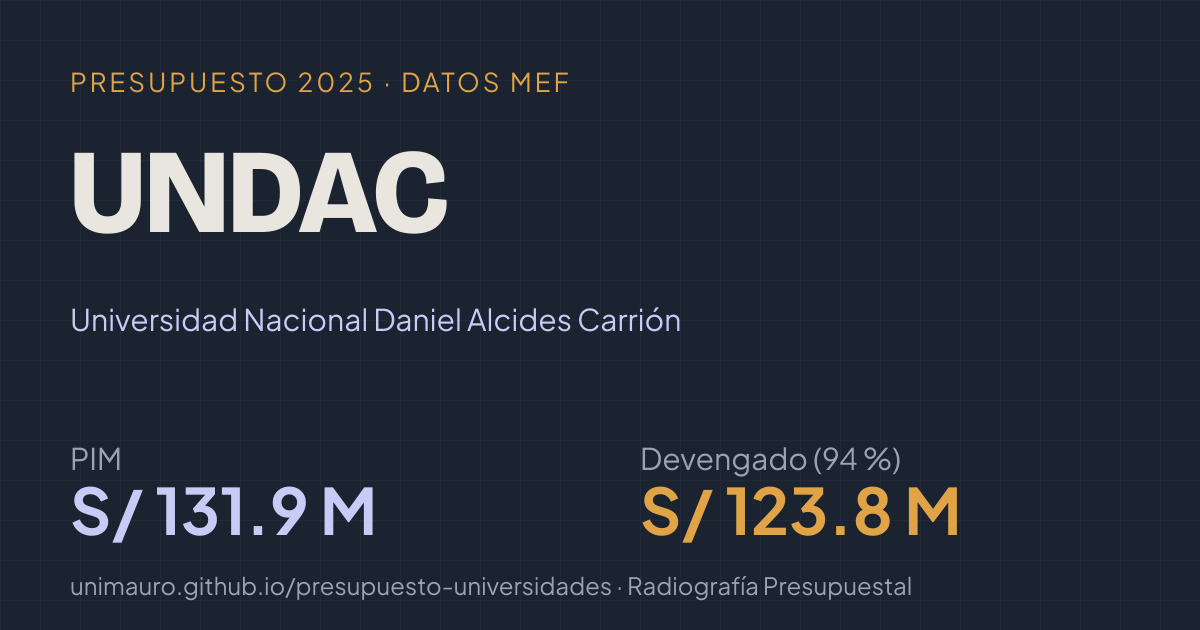 PRESUPUESTO 2025 · DATOS MEF
UNDAC
Universidad Nacional Daniel Alcides Carrión
PIM
S/ 131.9 M
Devengado (94 %)
S/ 123.8 M
unimauro.github.io/presupuesto-universidades · Radiografía Presupuestal